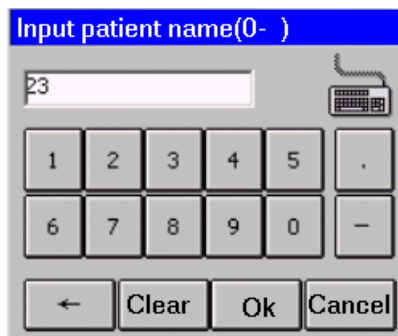 Input patient name(0- )
23
1 2 3 4 5 .
6 7 8 9 0 -
← Clear Ok Cancel